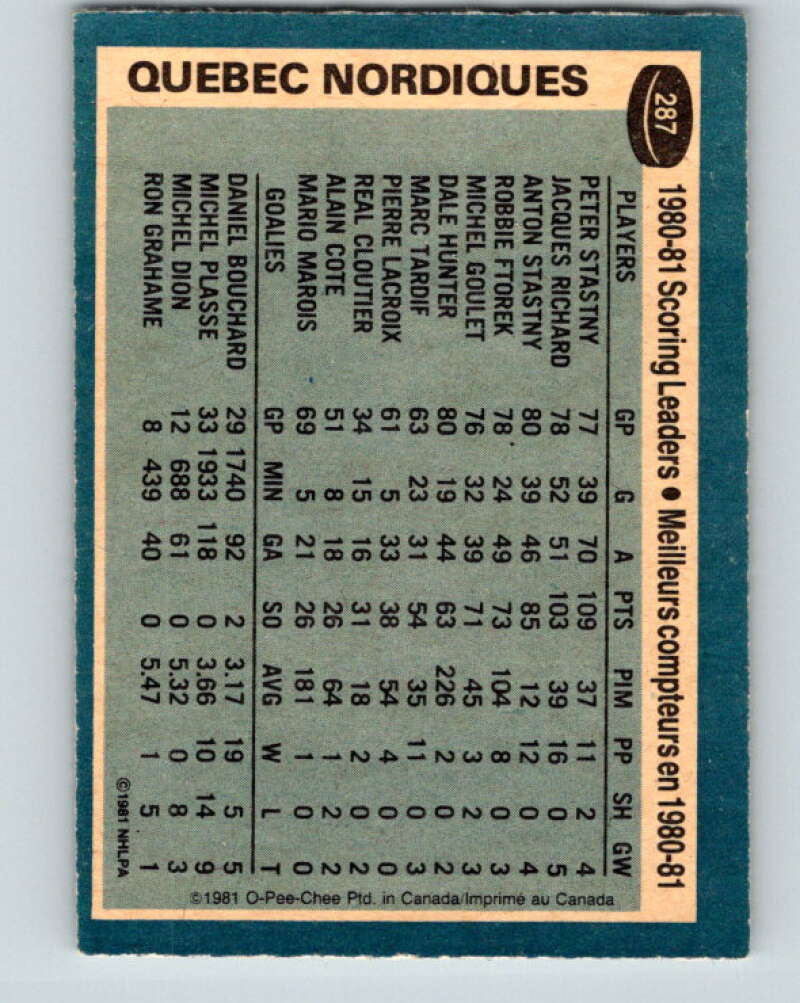 QUEBEC NORDIQUES
287
1980-81 Scoring Leaders • Meilleurs compteurs en 1980-81
PLAYERS GP G A PTS PIM PP SH GW
PETER STASTNY 77 39 70 109 37 11 2 4
JACQUES RICHARD 78 52 51 103 39 16 0 5
ANTON STASTNY 80 39 46 85 12 12 0 4
ROBBIE FTOREK 78 24 49 73 104 8 0 3
MICHEL GOULET 76 32 39 71 45 3 2 3
DALE HUNTER 80 19 44 63 226 2 0 2
MARC TARDIF 63 23 31 54 35 11 0 3
PIERRE LACROIX 61 5 33 38 54 4 0 0
REAL CLOUTIER 34 15 16 31 18 2 0 2
ALAIN COTE 51 8 18 26 64 1 2 2
MARIO MAROIS 69 5 21 26 181 1 0 0
GOALIES GP MIN GA SO AVG W L T
DANIEL BOUCHARD 29 1740 92 2 3.17 19 5 5
MICHEL PLASSE 33 1933 118 0 3.66 10 14 9
MICHEL DION 12 688 61 0 5.32 0 8 3
RON GRAHAME 8 439 40 0 5.47 1 5 1
©1981 NHLPA
©1981 O-Pee-Chee Ptd. in Canada/Imprimé au Canada